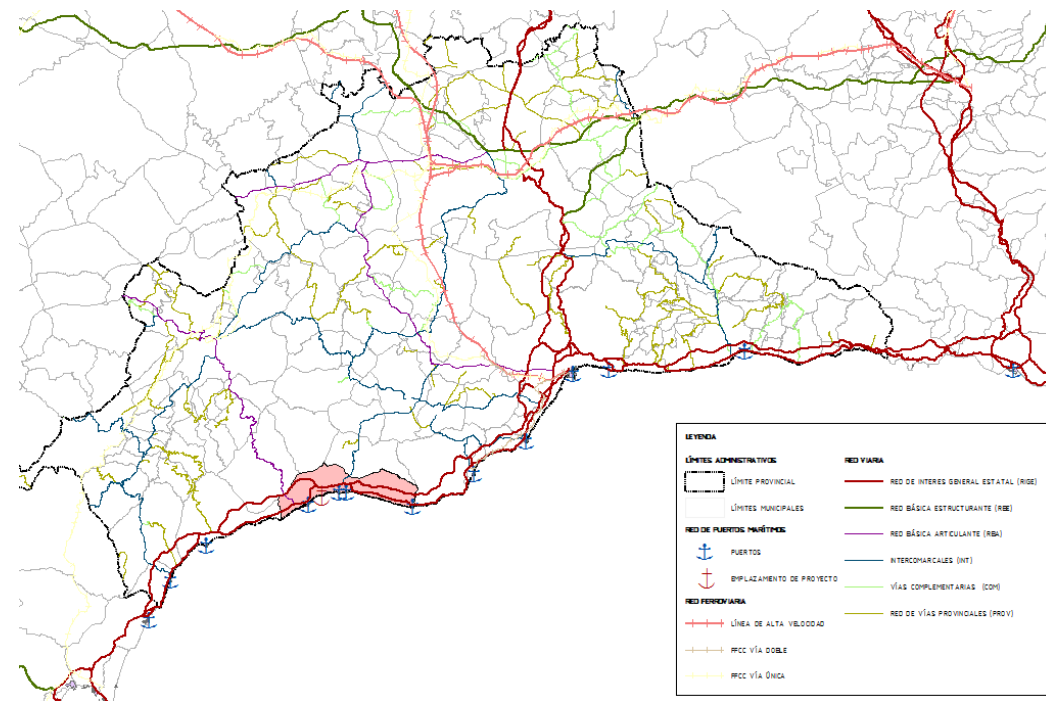 LEYENDA
LÍMITES ADMINISTRATIVOS
LÍMITE PROVINCIAL
LÍMITES MUNICIPALES
RED DE PUERTOS MARÍTIMOS
PUERTOS
EMPLAZAMIENTO DE PROYECTO
RED FERROVIARIA
LÍNEA DE ALTA VELOCIDAD
FFCC VÍA DOBLE
FFCC VÍA ÚNICA
RED VIARIA
RED DE INTERES GENERAL ESTATAL (RIGE)
RED BÁSICA ESTRUCTURANTE (RBE)
RED BÁSICA ARTICULANTE (RBA)
INTERCOMARCALES (INT)
VÍAS COMPLEMENTARIAS (COM)
RED DE VÍAS PROVINCIALES (PROV)